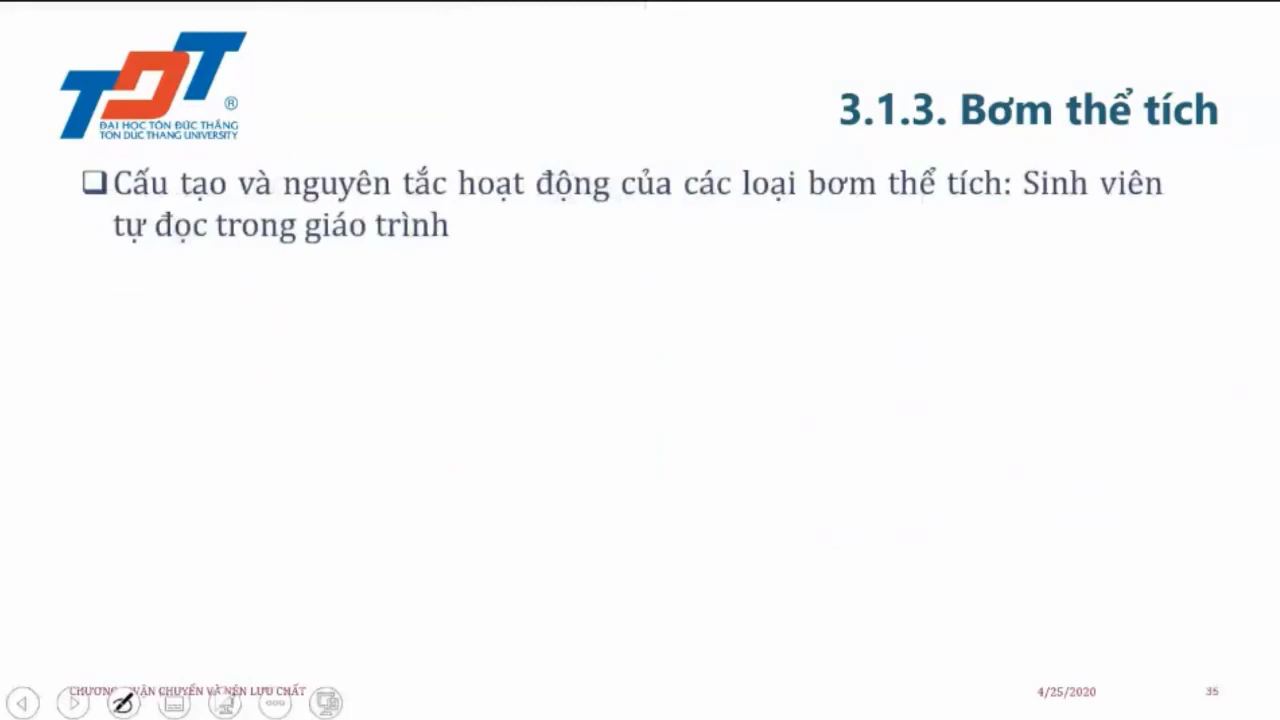 TDT
®
ĐẠI HỌC TÔN ĐỨC THẮNG
TON DUC THANG UNIVERSITY
3.1.3. Bơm thể tích
❑Cấu tạo và nguyên tắc hoạt động của các loại bơm thể tích: Sinh viên
tự đọc trong giáo trình
CHƯƠNG VẬN CHUYỂN VÀ NÉN LƯU CHẤT
4/25/2020
35